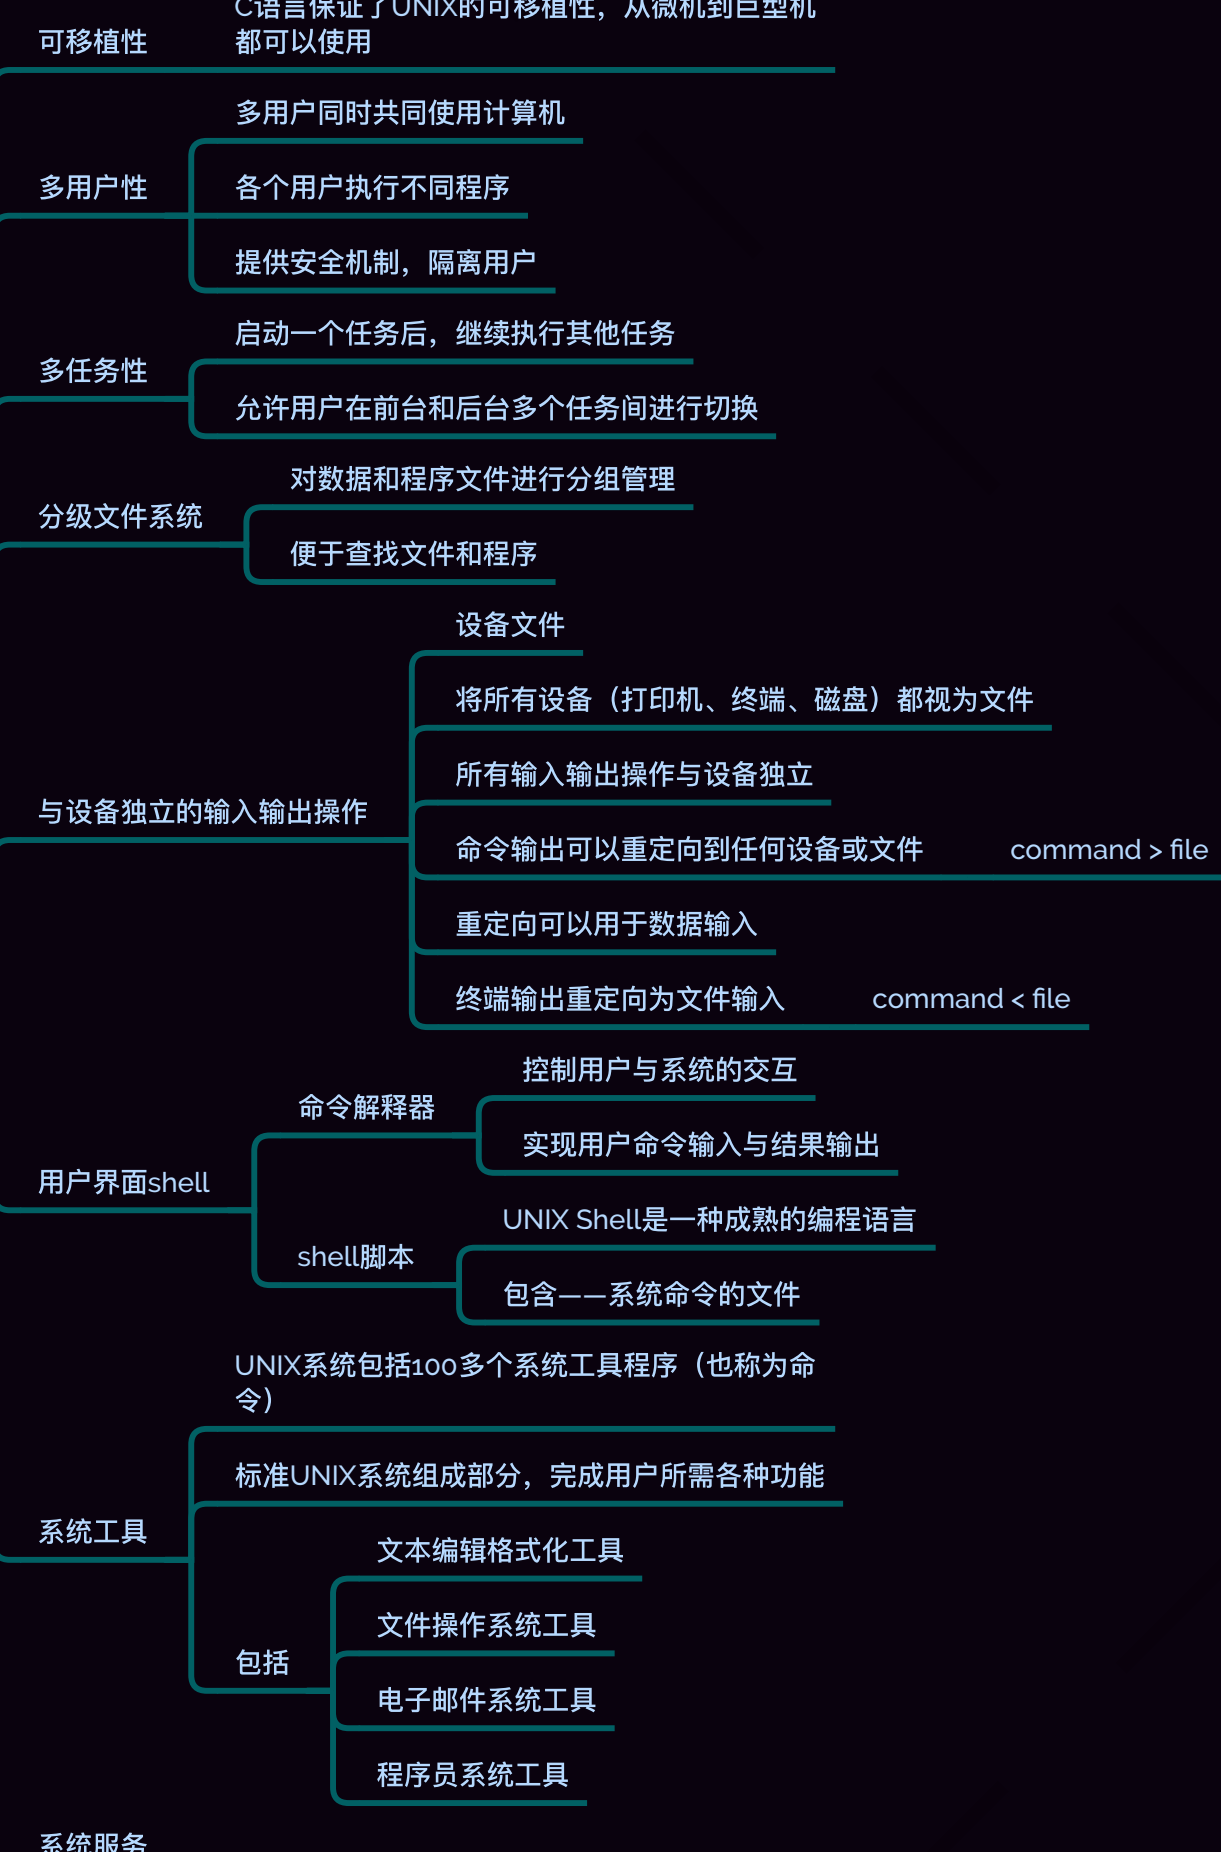 C语言保证了UNIX的可移植性，从微机到巨型机
可移植性
都可以使用
多用户同时共同使用计算机
多用户性
各个用户执行不同程序
提供安全机制，隔离用户
启动一个任务后，继续执行其他任务
多任务性
允许用户在前台和后台多个任务间进行切换
对数据和程序文件进行分组管理
分级文件系统
便于查找文件和程序
设备文件
将所有设备（打印机、终端、磁盘）都视为文件
所有输入输出操作与设备独立
与设备独立的输入输出操作
命令输出可以重定向到任何设备或文件
command > file
重定向可以用于数据输入
终端输出重定向为文件输入
command < file
控制用户与系统的交互
命令解释器
实现用户命令输入与结果输出
用户界面shell
UNIX Shell是一种成熟的编程语言
shell脚本
包含——系统命令的文件
UNIX系统包括100多个系统工具程序（也称为命
令）
标准UNIX系统组成部分，完成用户所需各种功能
系统工具
文本编辑格式化工具
文件操作系统工具
包括
电子邮件系统工具
程序员系统工具
系统服务